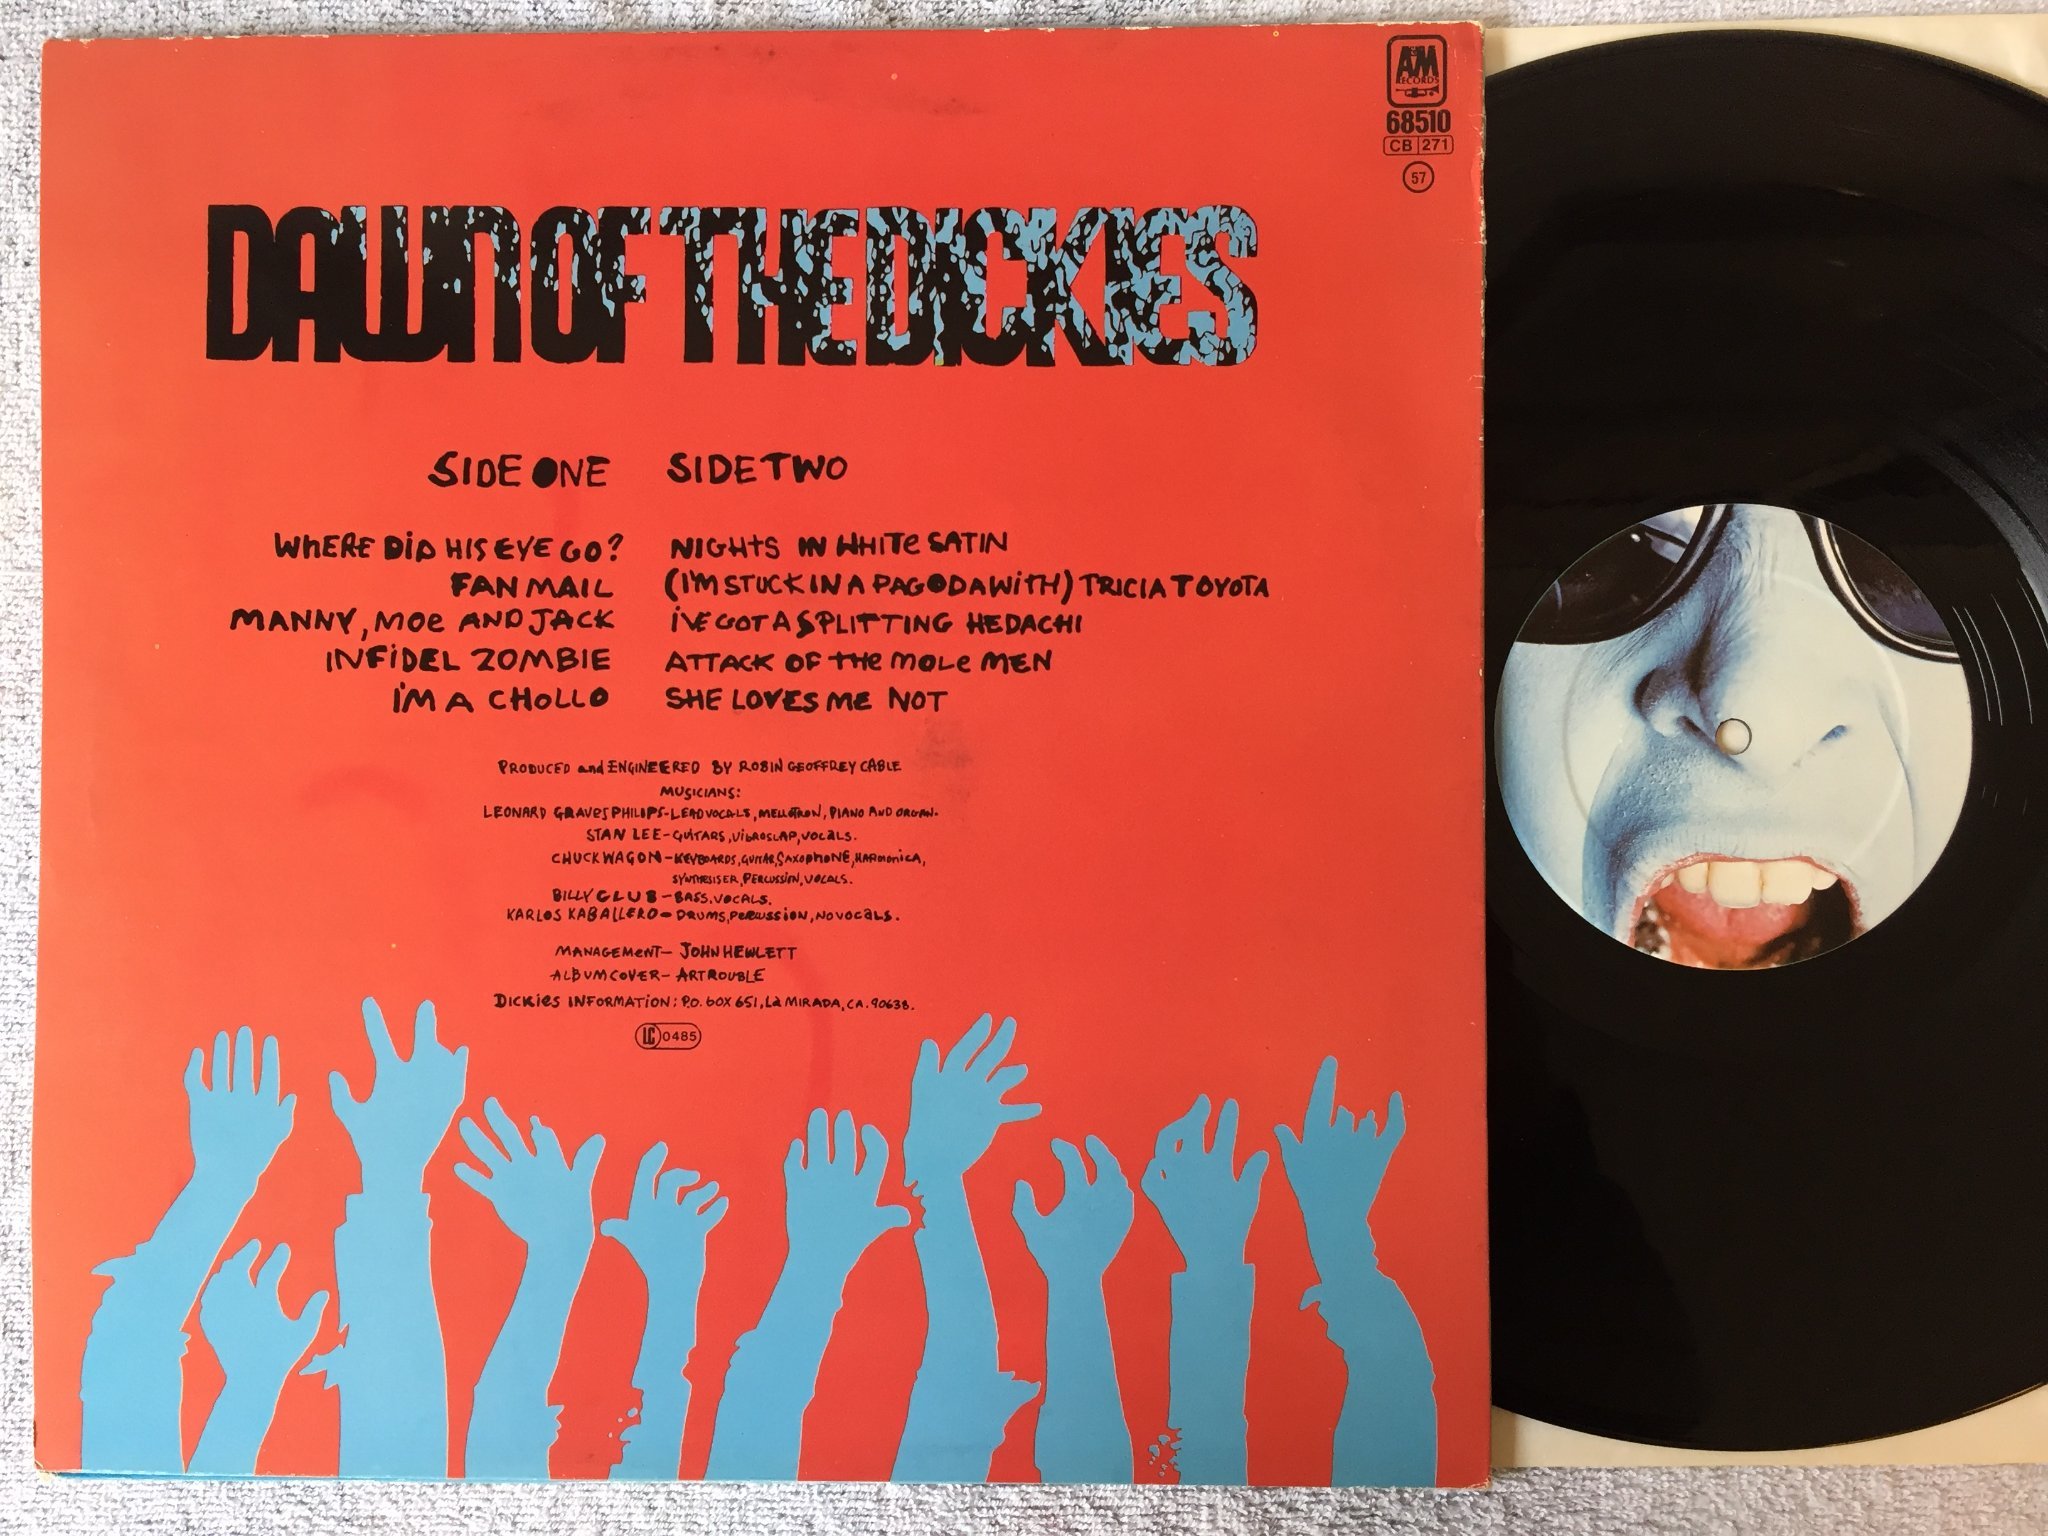 A&M
RECORDS
68510
CB 271
57
DAWN OF THE DICKIES
SIDE ONE
WHERE DID HIS EYE GO?
FAN MAIL
MANNY, MOE AND JACK
INFIDEL ZOMBIE
I'M A CHOLLO
SIDE TWO
NIGHTS IN WHITE SATIN
(I'M STUCK IN A PAGODA WITH) TRICIA TOYOTA
I'VE GOT A SPLITTING HEDACHI
ATTACK OF THE MOLE MEN
SHE LOVES ME NOT
PRODUCED and ENGINEERED BY ROBIN GEOFFREY CABLE
MUSICIANS:
LEONARD GRAVES PHILIPS-LEAD VOCALS, MELLOTRON, PIANO AND ORGAN.
STAN LEE-GUITARS, VIBROSLAP, VOCALS.
CHUCK WAGON-KEYBOARDS, GUITAR, SAXOPHONE, HARMONICA,
SYNTHESISER, PERCUSSION, VOCALS.
BILLY CLUB-BASS, VOCALS.
KARLOS KABALLERO-DRUMS, PERCUSSION, NO VOCALS.
MANAGEMENT-JOHN HEWLETT
ALBUM COVER-ARTROUBLE
DICKIES INFORMATION: P.O. BOX 651, LA MIRADA, CA. 90638.
LC 0485